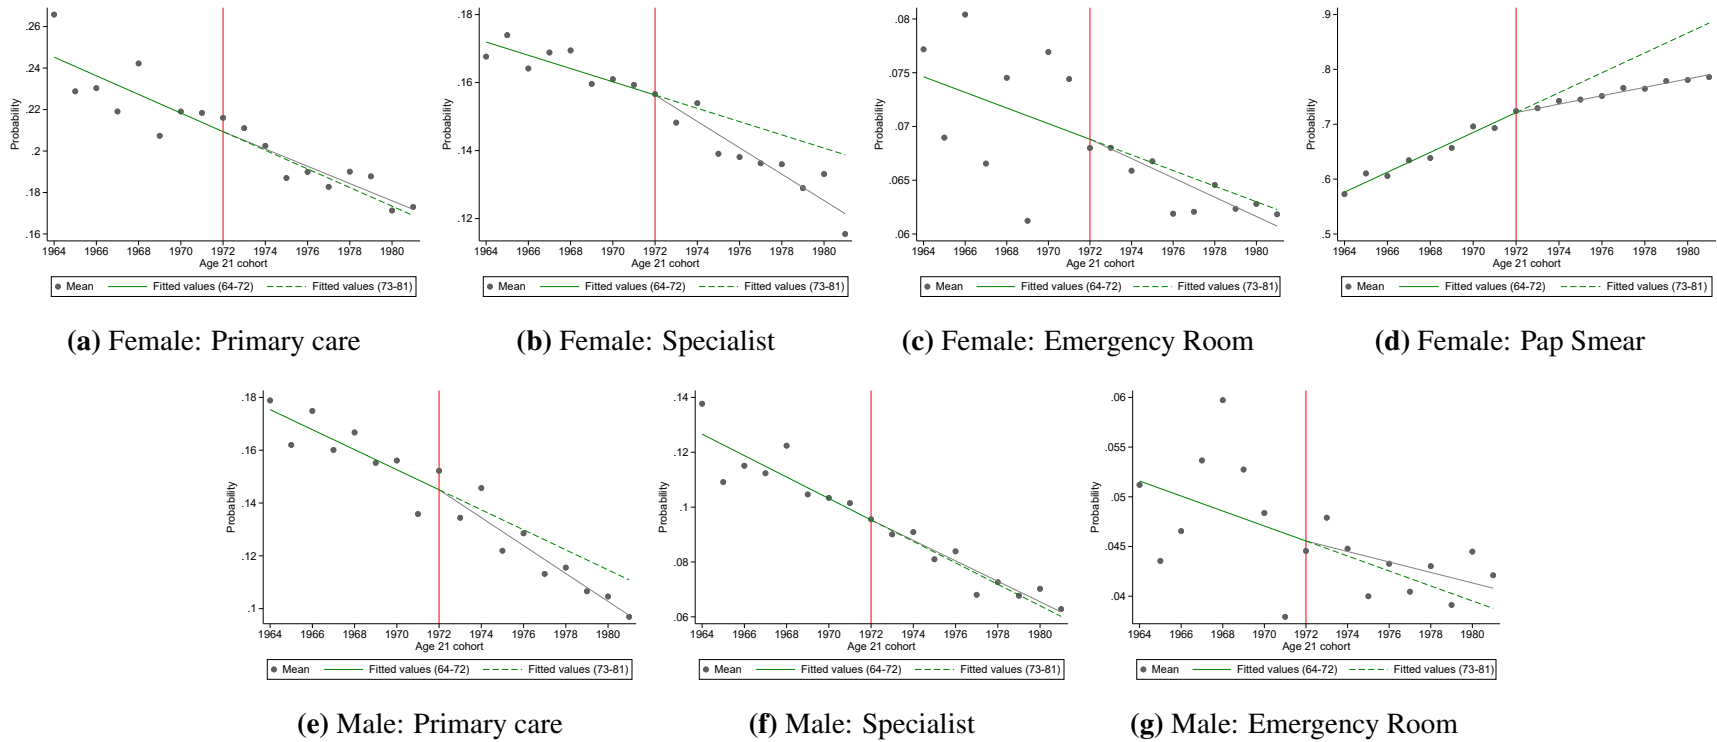 .26
.24
.22
.2
.18
.16
Probability
1964 1966 1968 1970 1972 1974 1976 1978 1980
Age 21 cohort
Mean Fitted values (64-72) Fitted values (73-81)
(a) Female: Primary care
.18
.16
.14
.12
Probability
1964 1966 1968 1970 1972 1974 1976 1978 1980
Age 21 cohort
Mean Fitted values (64-72) Fitted values (73-81)
(b) Female: Specialist
.08
.075
.07
.065
.06
Probability
1964 1966 1968 1970 1972 1974 1976 1978 1980
Age 21 cohort
Mean Fitted values (64-72) Fitted values (73-81)
(c) Female: Emergency Room
.9
.8
.7
.6
.5
Probability
1964 1966 1968 1970 1972 1974 1976 1978 1980
Age 21 cohort
Mean Fitted values (64-72) Fitted values (73-81)
(d) Female: Pap Smear
.18
.16
.14
.12
.1
Probability
1964 1966 1968 1970 1972 1974 1976 1978 1980
Age 21 cohort
Mean Fitted values (64-72) Fitted values (73-81)
(e) Male: Primary care
.14
.12
.1
.08
.06
Probability
1964 1966 1968 1970 1972 1974 1976 1978 1980
Age 21 cohort
Mean Fitted values (64-72) Fitted values (73-81)
(f) Male: Specialist
.06
.055
.05
.045
.04
Probability
1964 1966 1968 1970 1972 1974 1976 1978 1980
Age 21 cohort
Mean Fitted values (64-72) Fitted values (73-81)
(g) Male: Emergency Room